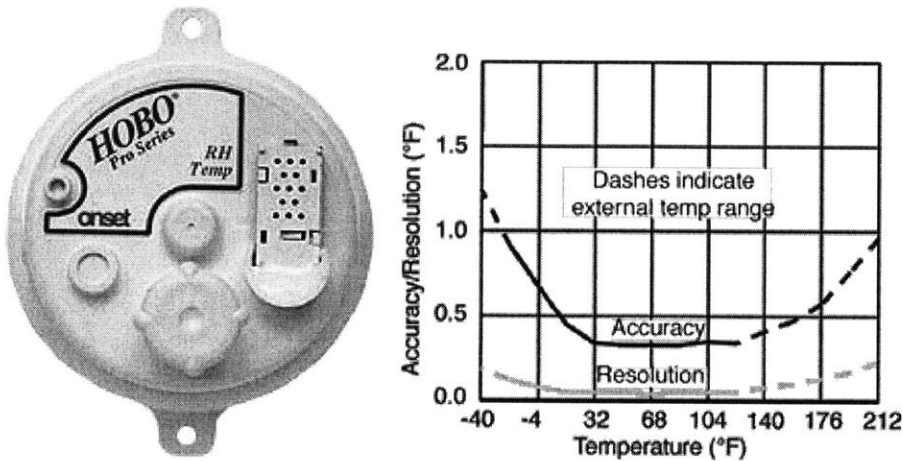 HOBO®
Pro Series
RH
Temp
onset
Accuracy/Resolution (°F)
2.0
1.5
1.0
0.5
0.0
Dashes indicate
external temp range
Accuracy
Resolution
-40 -4 32 68 104 140 176 212
Temperature (°F)